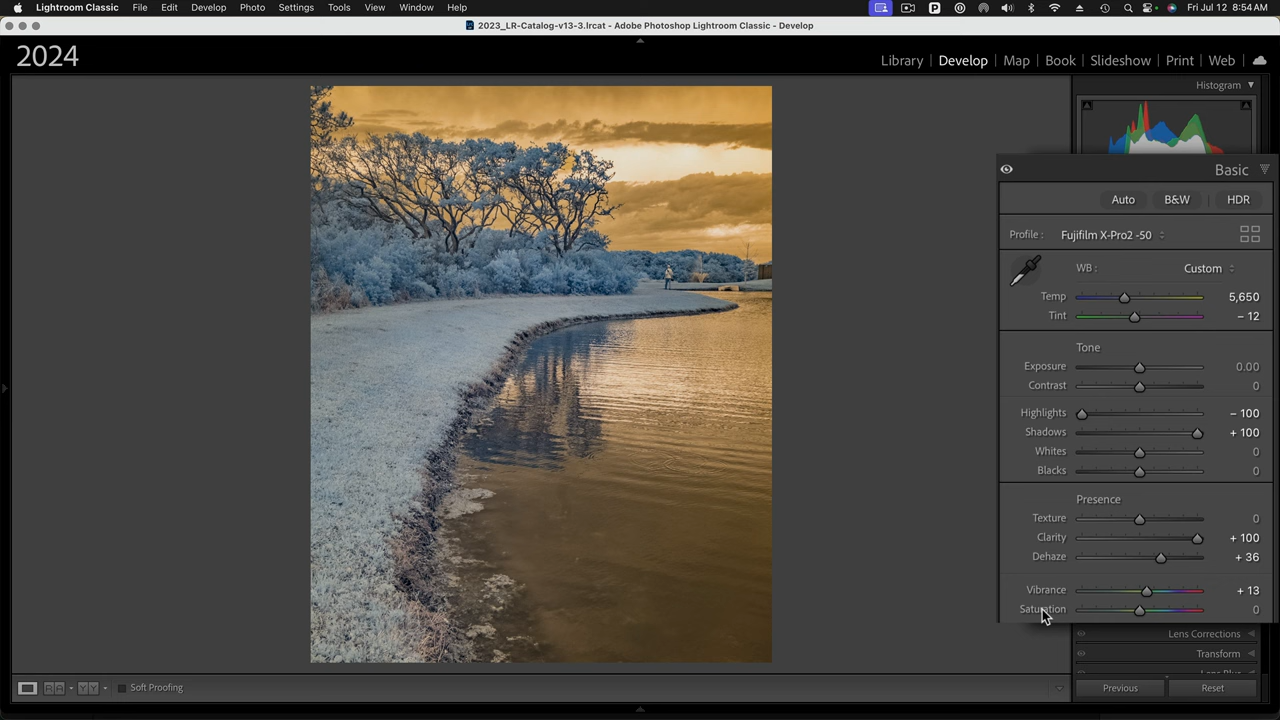 Lightroom Classic File Edit Develop Photo Settings Tools View Window Help Fri Jul 12 8:54 AM
2023_LR-Catalog-v13-3.lrcat - Adobe Photoshop Lightroom Classic - Develop
2024 Library | Develop | Map | Book | Slideshow | Print | Web
Histogram
Basic
Auto B&W | HDR
Profile : Fujifilm X-Pro2 -50
WB : Custom
Temp 5,650
Tint – 12
Tone
Exposure 0.00
Contrast 0
Highlights – 100
Shadows + 100
Whites 0
Blacks 0
Presence
Texture 0
Clarity + 100
Dehaze + 36
Vibrance + 13
Saturation 0
Lens Corrections
Transform
RA YY Soft Proofing Previous Reset